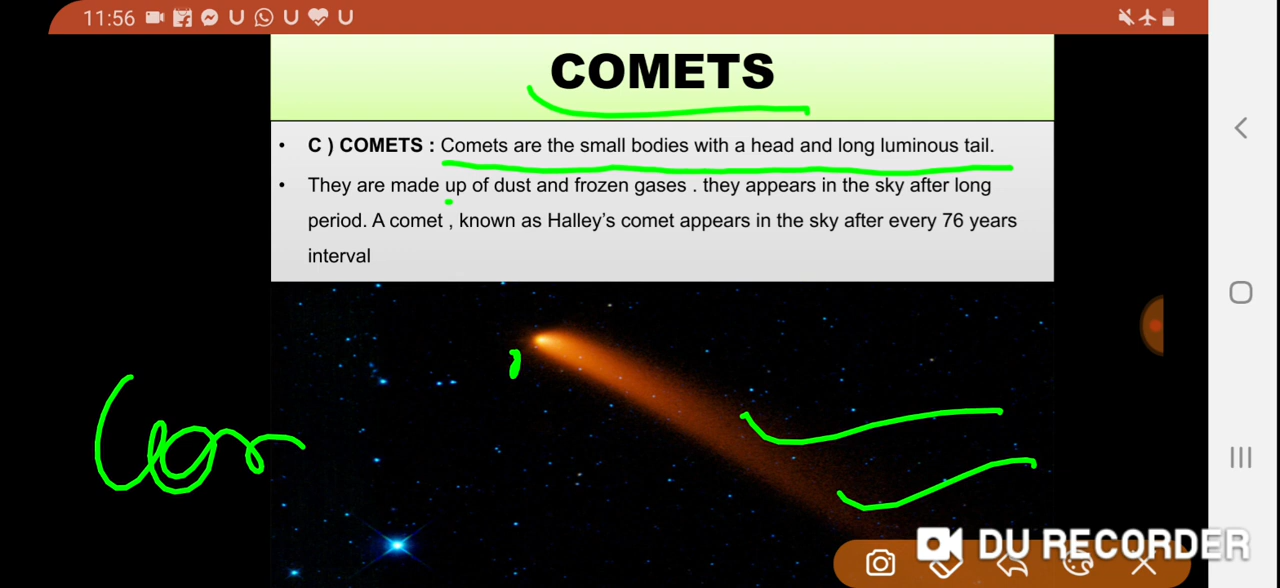 11:56
COMETS
• C ) COMETS : Comets are the small bodies with a head and long luminous tail.
• They are made up of dust and frozen gases . they appears in the sky after long
period. A comet , known as Halley’s comet appears in the sky after every 76 years
interval
DU RECORDER